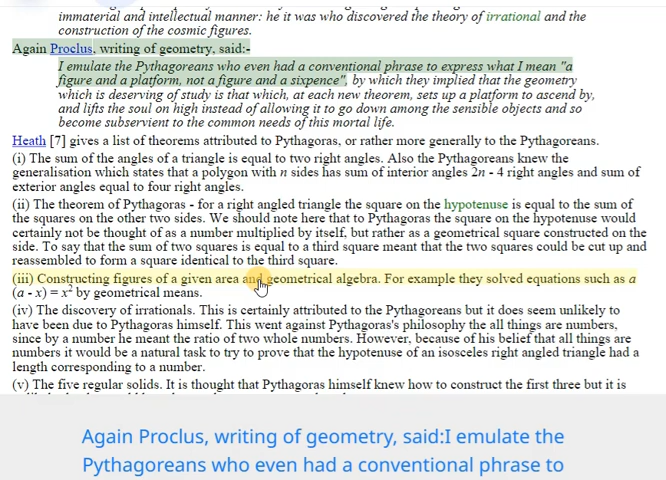 immaterial and intellectual manner: he it was who discovered the theory of irrational and the
construction of the cosmic figures.
Again Proclus, writing of geometry, said:-
I emulate the Pythagoreans who even had a conventional phrase to express what I mean "a
figure and a platform, not a figure and a sixpence", by which they implied that the geometry
which is deserving of study is that which, at each new theorem, sets up a platform to ascend by,
and lifts the soul on high instead of allowing it to go down among the sensible objects and so
become subservient to the common needs of this mortal life.
Heath [7] gives a list of theorems attributed to Pythagoras, or rather more generally to the Pythagoreans.
(i) The sum of the angles of a triangle is equal to two right angles. Also the Pythagoreans knew the
generalisation which states that a polygon with n sides has sum of interior angles 2n - 4 right angles and sum of
exterior angles equal to four right angles.
(ii) The theorem of Pythagoras - for a right angled triangle the square on the hypotenuse is equal to the sum of
the squares on the other two sides. We should note here that to Pythagoras the square on the hypotenuse would
certainly not be thought of as a number multiplied by itself, but rather as a geometrical square constructed on the
side. To say that the sum of two squares is equal to a third square meant that the two squares could be cut up and
reassembled to form a square identical to the third square.
(iii) Constructing figures of a given area and geometrical algebra. For example they solved equations such as a
(a - x) = x² by geometrical means.
(iv) The discovery of irrationals. This is certainly attributed to the Pythagoreans but it does seem unlikely to
have been due to Pythagoras himself. This went against Pythagoras's philosophy the all things are numbers,
since by a number he meant the ratio of two whole numbers. However, because of his belief that all things are
numbers it would be a natural task to try to prove that the hypotenuse of an isosceles right angled triangle had a
length corresponding to a number.
(v) The five regular solids. It is thought that Pythagoras himself knew how to construct the first three but it is
Again Proclus, writing of geometry, said:I emulate the
Pythagoreans who even had a conventional phrase to